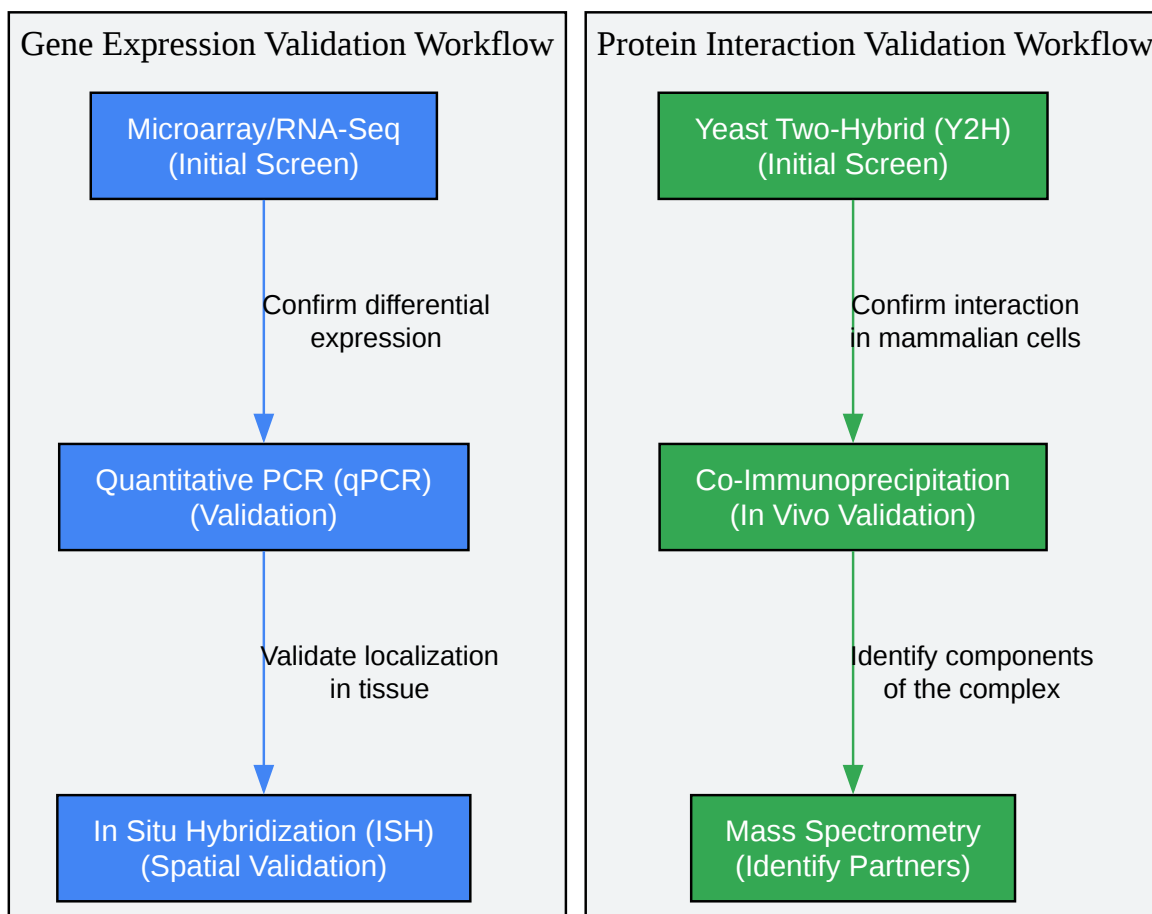 Gene Expression Validation Workflow
Microarray/RNA-Seq
(Initial Screen)
Confirm differential
expression
Quantitative PCR (qPCR)
(Validation)
Validate localization
in tissue
In Situ Hybridization (ISH)
(Spatial Validation)
Protein Interaction Validation Workflow
Yeast Two-Hybrid (Y2H)
(Initial Screen)
Confirm interaction
in mammalian cells
Co-Immunoprecipitation
(In Vivo Validation)
Identify components
of the complex
Mass Spectrometry
(Identify Partners)